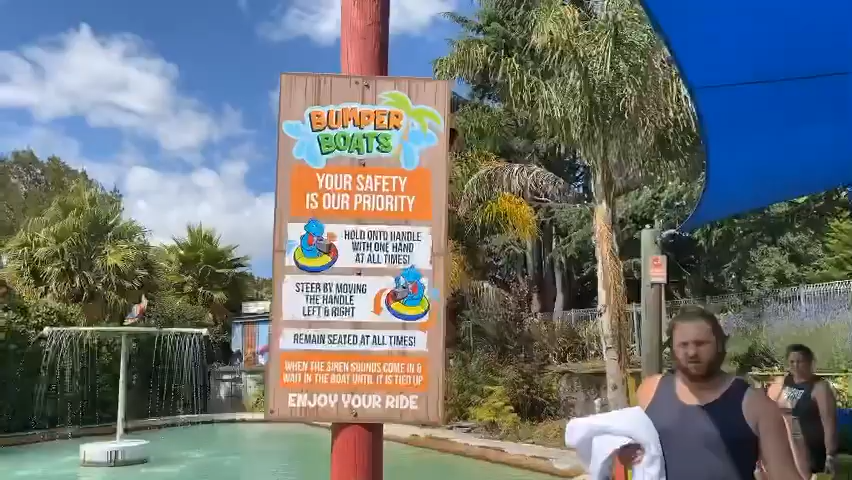 BUMPER
BOATS
YOUR SAFETY
IS OUR PRIORITY
HOLD ONTO HANDLE
WITH ONE HAND
AT ALL TIMES!
STEER BY MOVING
THE HANDLE
LEFT & RIGHT
REMAIN SEATED AT ALL TIMES!
WHEN THE SIREN SOUNDS COME IN &
WAIT IN THE BOAT UNTIL IT IS TIED UP
ENJOY YOUR RIDE